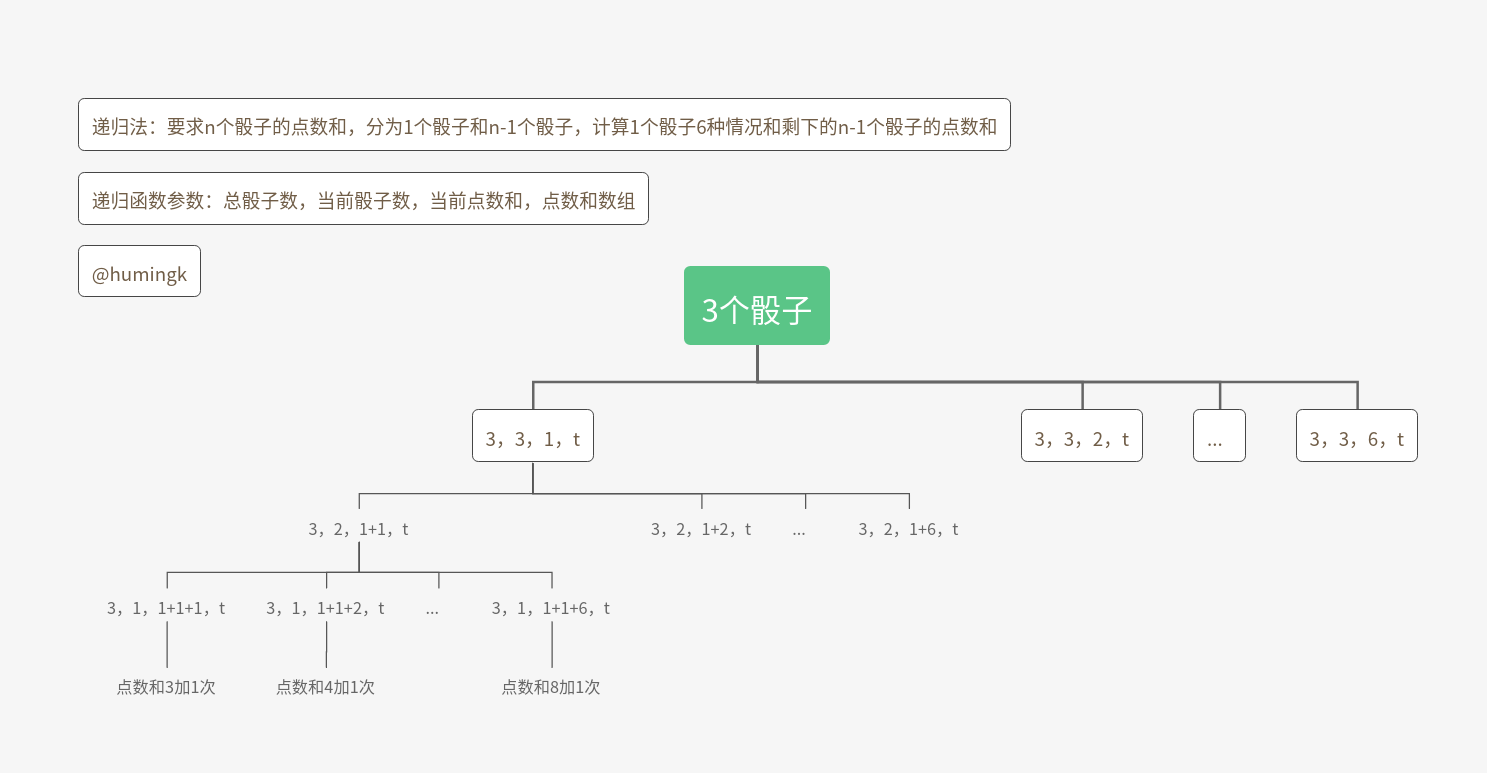 递归法：要求n个骰子的点数和，分为1个骰子和n-1个骰子，计算1个骰子6种情况和剩下的n-1个骰子的点数和
递归函数参数：总骰子数，当前骰子数，当前点数和，点数和数组
@humingk
3个骰子
3，3，1，t
3，3，2，t
...
3，3，6，t
3，2，1+1，t
3，2，1+2，t
...
3，2，1+6，t
3，1，1+1+1，t
3，1，1+1+2，t
...
3，1，1+1+6，t
点数和3加1次
点数和4加1次
点数和8加1次